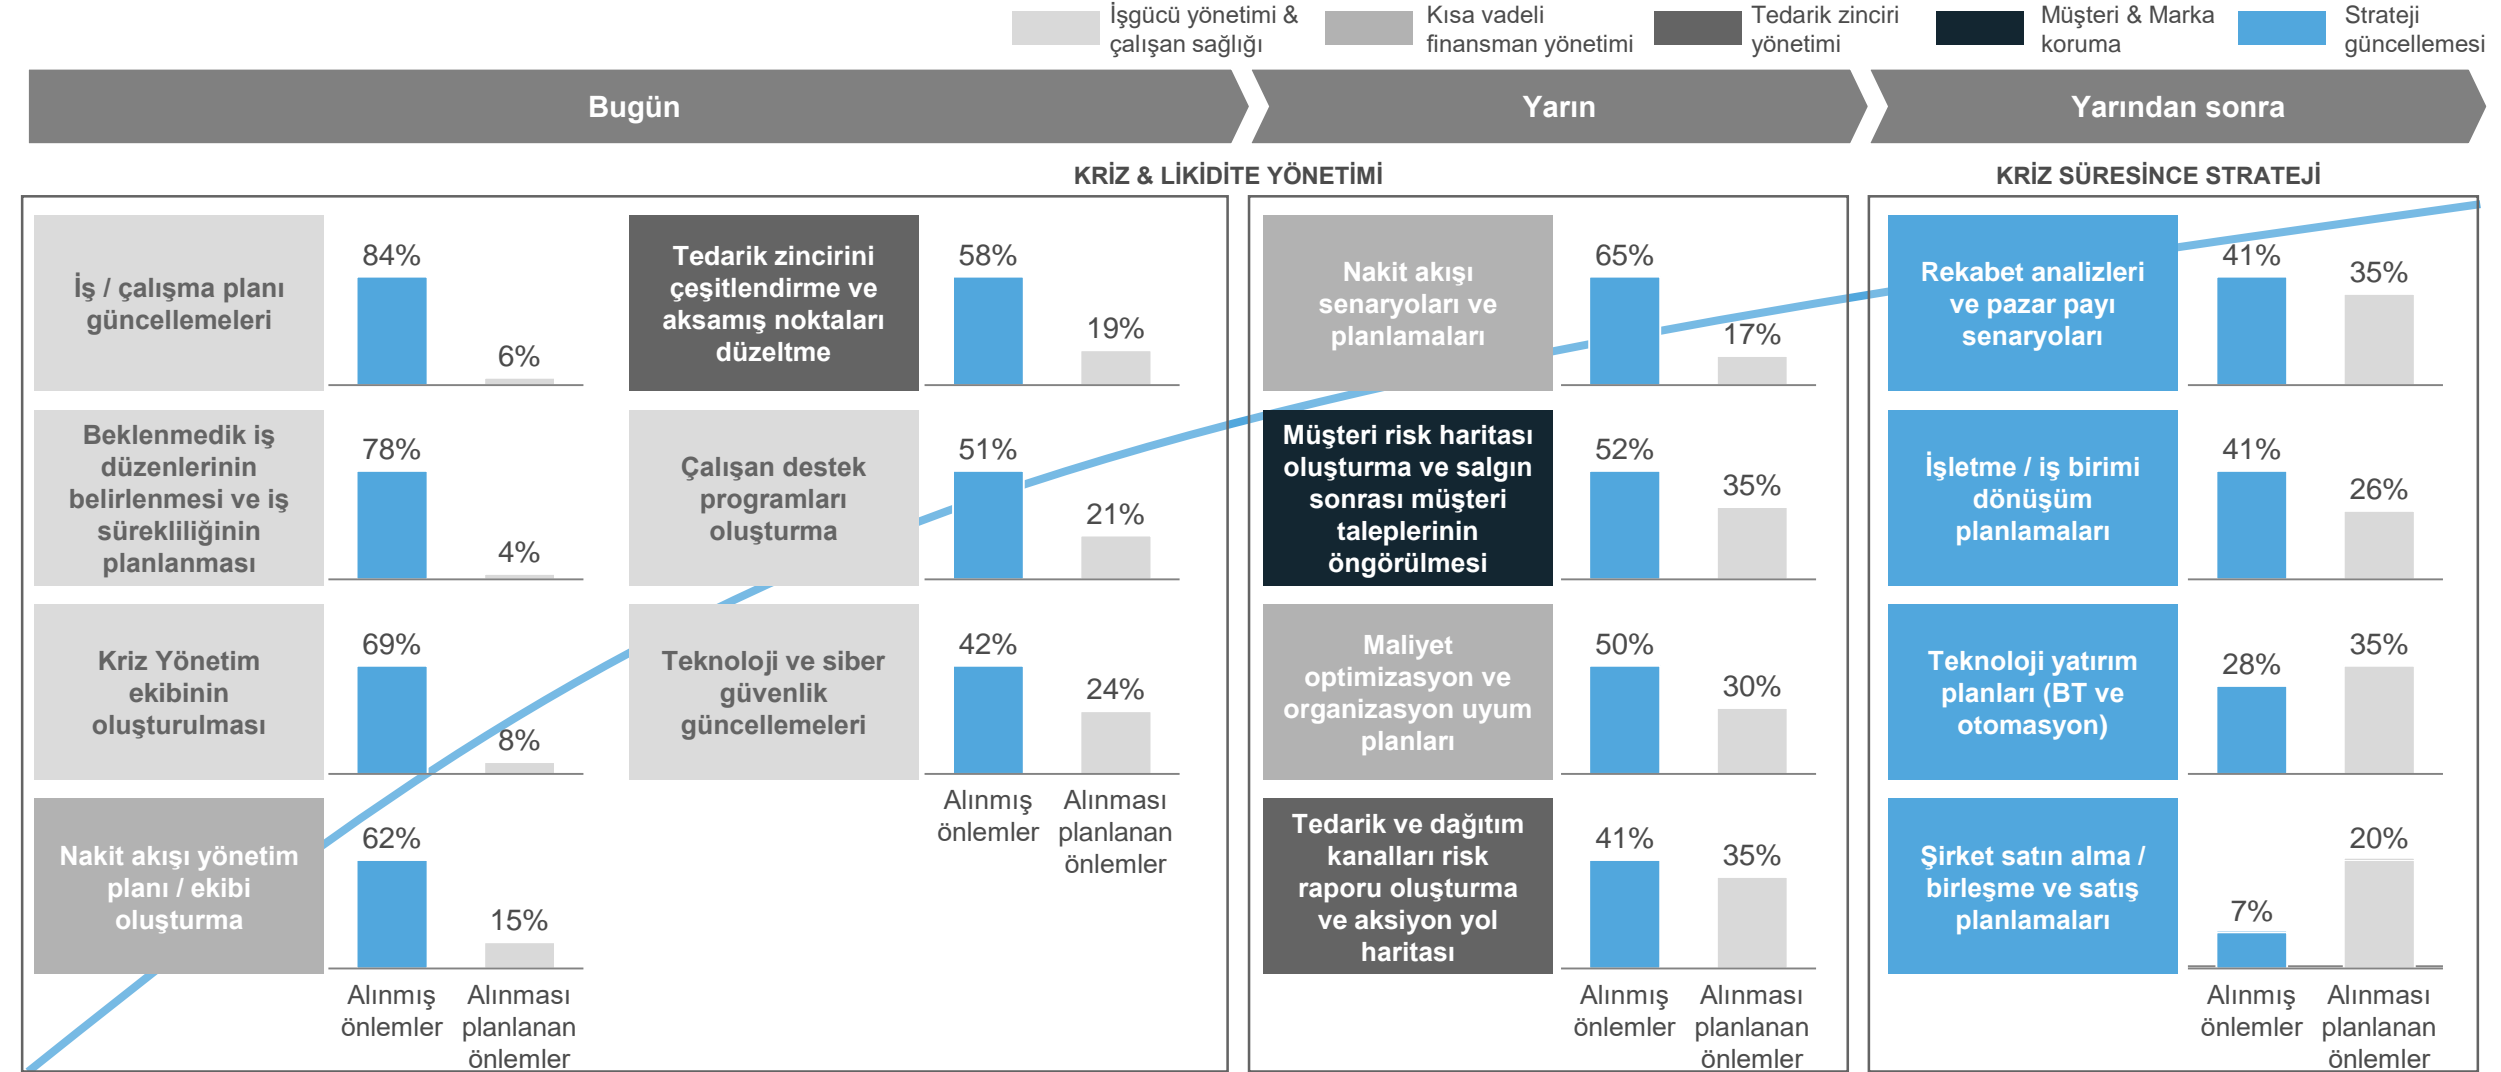 İşgücü yönetimi &
çalışan sağlığı
Kısa vadeli
finansman yönetimi
Tedarik zinciri
yönetimi
Müşteri & Marka
koruma
Strateji
güncellemesi
Bugün
Yarın
Yarından sonra
KRİZ & LİKİDİTE YÖNETİMİ
KRİZ SÜRESİNCE STRATEJİ
İş / çalışma planı
güncellemeleri
84%
6%
Beklenmedik iş
düzenlerinin
belirlenmesi ve iş
sürekliliğinin
planlanması
78%
4%
Kriz Yönetim
ekibinin
oluşturulması
69%
8%
Nakit akışı yönetim
planı / ekibi
oluşturma
62%
15%
Alınmış
önlemler
Alınması
planlanan
önlemler
Tedarik zincirini
çeşitlendirme ve
aksamış noktaları
düzeltme
58%
19%
Çalışan destek
programları
oluşturma
51%
21%
Teknoloji ve siber
güvenlik
güncellemeleri
42%
24%
Alınmış
önlemler
Alınması
planlanan
önlemler
Nakit akışı
senaryoları ve
planlamaları
65%
17%
Müşteri risk haritası
oluşturma ve salgın
sonrası müşteri
taleplerinin
öngörülmesi
52%
35%
Maliyet
optimizasyon ve
organizasyon uyum
planları
50%
30%
Tedarik ve dağıtım
kanalları risk
raporu oluşturma
ve aksiyon yol
haritası
41%
35%
Alınmış
önlemler
Alınması
planlanan
önlemler
Rekabet analizleri
ve pazar payı
senaryoları
41%
35%
İşletme / iş birimi
dönüşüm
planlamaları
41%
26%
Teknoloji yatırım
planları (BT ve
otomasyon)
28%
35%
Şirket satın alma /
birleşme ve satış
planlamaları
7%
20%
Alınmış
önlemler
Alınması
planlanan
önlemler